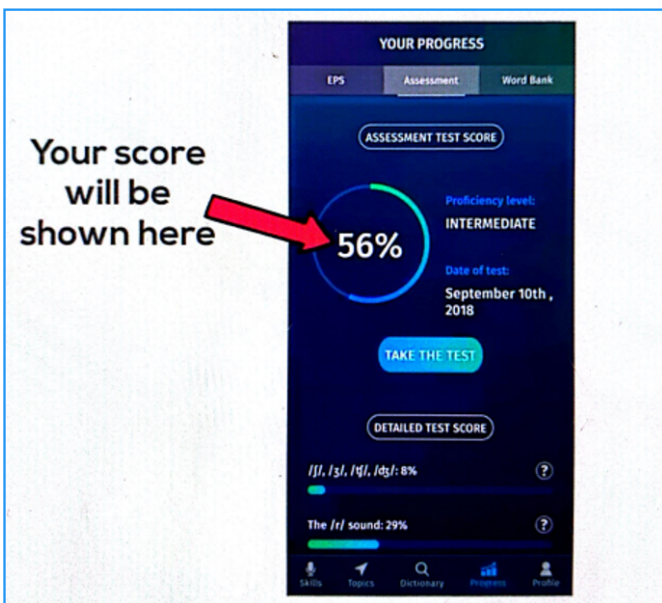 YOUR PROGRESS
EPS Assessment Word Bank
Your score
will be
shown here
ASSESSMENT TEST SCORE
56%
Proficiency level:
INTERMEDIATE
Date of test:
September 10th ,
2018
TAKE THE TEST
DETAILED TEST SCORE
/ʃ/, /ʒ/, /ʧ/, /ʤ/: 8% ?
The /r/ sound: 29% ?
Skills Topics Dictionary Progress Profile